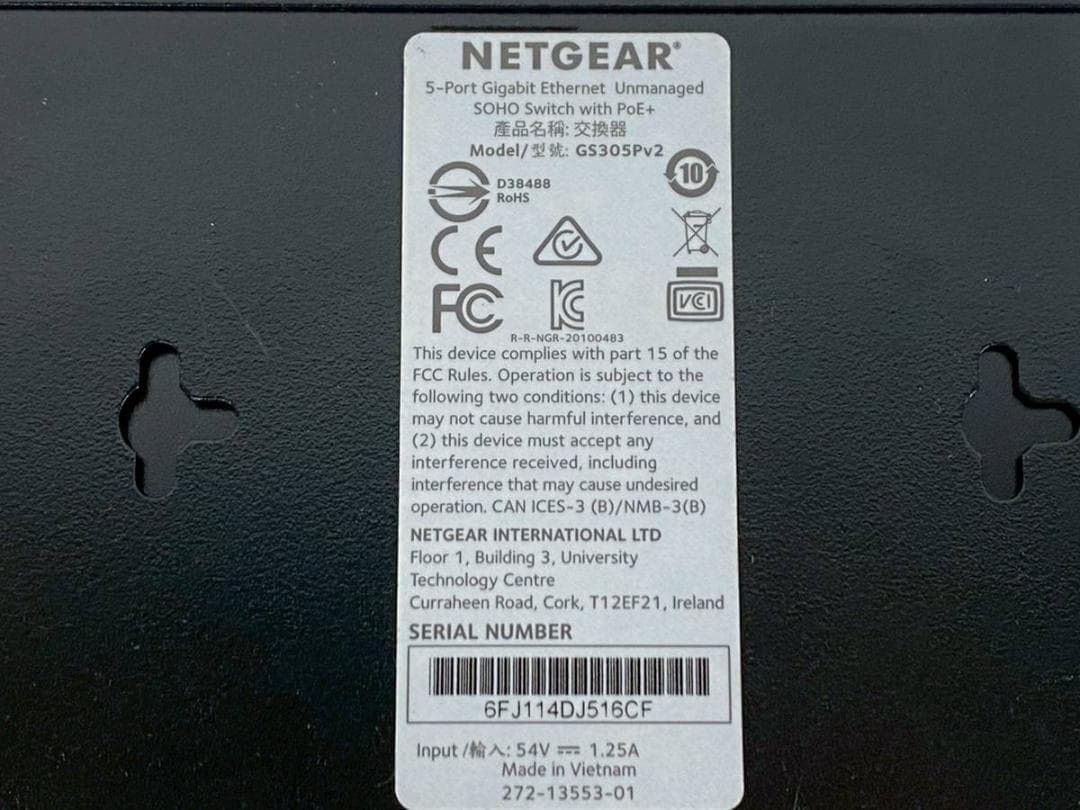 NETGEAR®
5-Port Gigabit Ethernet Unmanaged
SOHO Switch with PoE+
產品名稱: 交換器
Model/型號: GS305Pv2
10
D38488
RoHS
CE
FC
VCI
R-R-NGR-20100483
This device complies with part 15 of the
FCC Rules. Operation is subject to the
following two conditions: (1) this device
may not cause harmful interference, and
(2) this device must accept any
interference received, including
interference that may cause undesired
operation. CAN ICES-3 (B)/NMB-3(B)
NETGEAR INTERNATIONAL LTD
Floor 1, Building 3, University
Technology Centre
Curraheen Road, Cork, T12EF21, Ireland
SERIAL NUMBER
6FJ114DJ516CF
Input /輸入: 54V ⎓ 1.25A
Made in Vietnam
272-13553-01